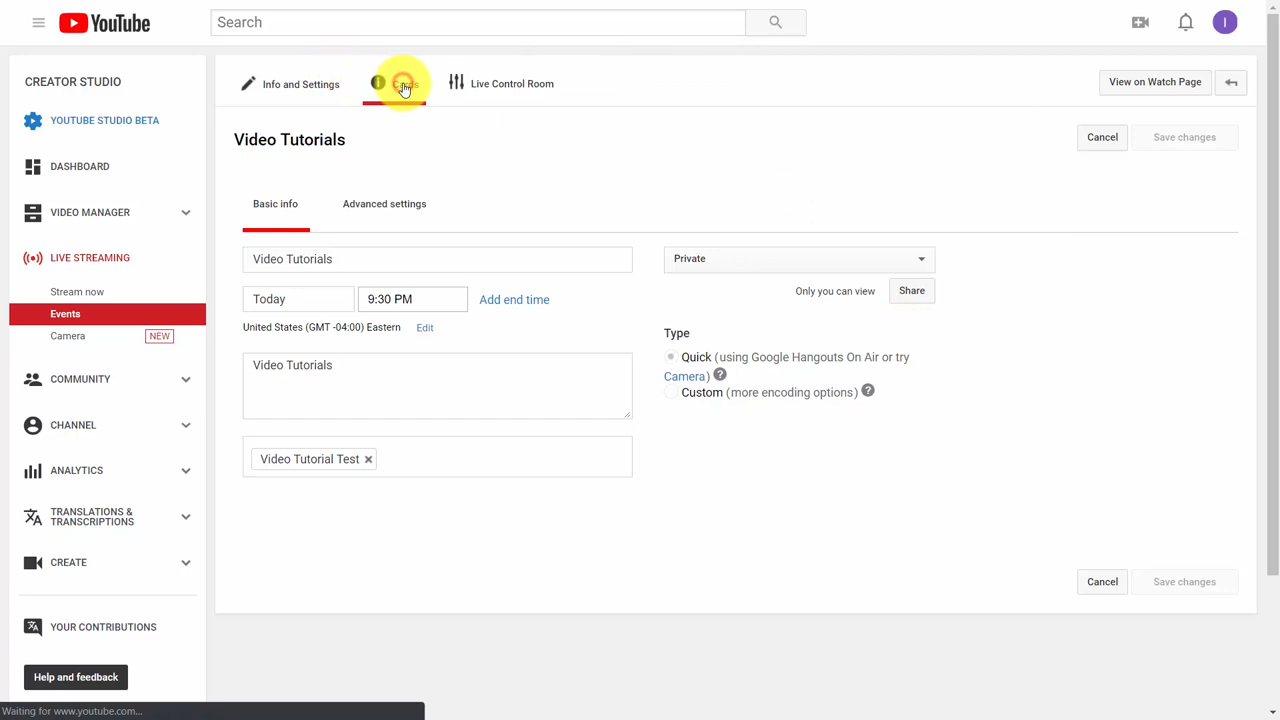 YouTube
Search
I
CREATOR STUDIO
YOUTUBE STUDIO BETA
DASHBOARD
VIDEO MANAGER
LIVE STREAMING
Stream now
Events
Camera NEW
COMMUNITY
CHANNEL
ANALYTICS
TRANSLATIONS &
TRANSCRIPTIONS
CREATE
YOUR CONTRIBUTIONS
Help and feedback
Info and Settings
Cards
Live Control Room
View on Watch Page
Video Tutorials
Cancel
Save changes
Basic info
Advanced settings
Video Tutorials
Today
9:30 PM
Add end time
United States (GMT -04:00) Eastern
Edit
Video Tutorials
Video Tutorial Test
Private
Only you can view
Share
Type
Quick (using Google Hangouts On Air or try
Camera)
Custom (more encoding options)
Cancel
Save changes
Waiting for www.youtube.com...